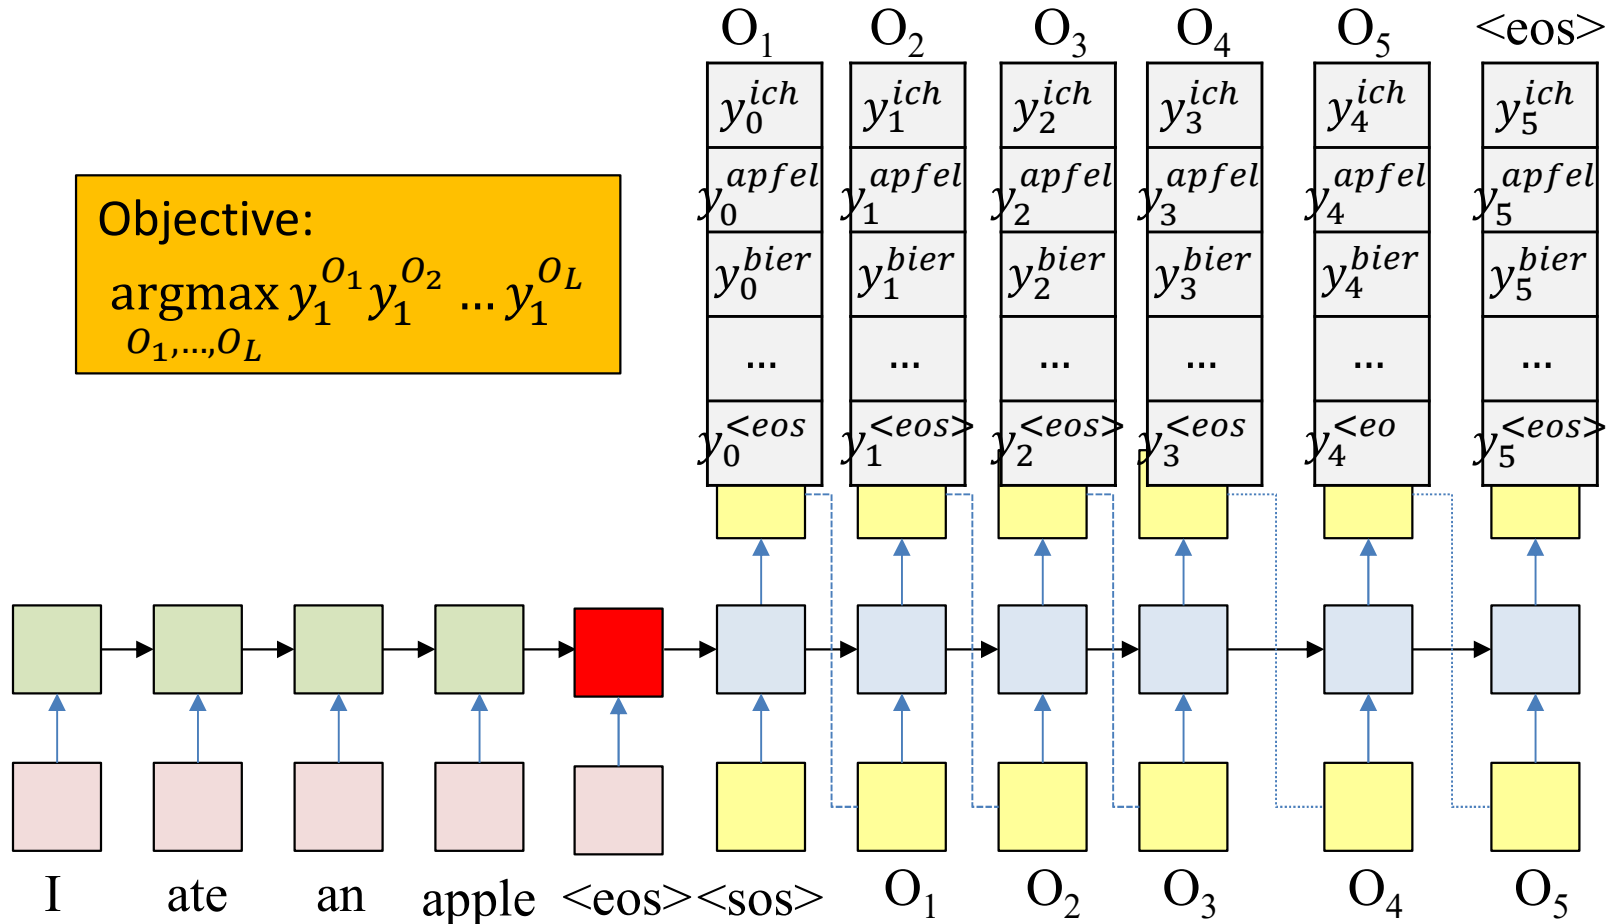 O₁ O₂ O₃ O₄ O₅ <eos>
y₀^ich y₁^ich y₂^ich y₃^ich y₄^ich y₅^ich
y₀^apfel y₁^apfel y₂^apfel y₃^apfel y₄^apfel y₅^apfel
y₀^bier y₁^bier y₂^bier y₃^bier y₄^bier y₅^bier
... ... ... ... ... ...
y₀^<eos y₁^<eos> y₂^<eos> y₃^<eos y₄^<eo y₅^<eos>
Objective:
argmax y₁^O₁ y₁^O₂ ... y₁^O_L
O₁,...,O_L
I ate an apple <eos> <sos> O₁ O₂ O₃ O₄ O₅